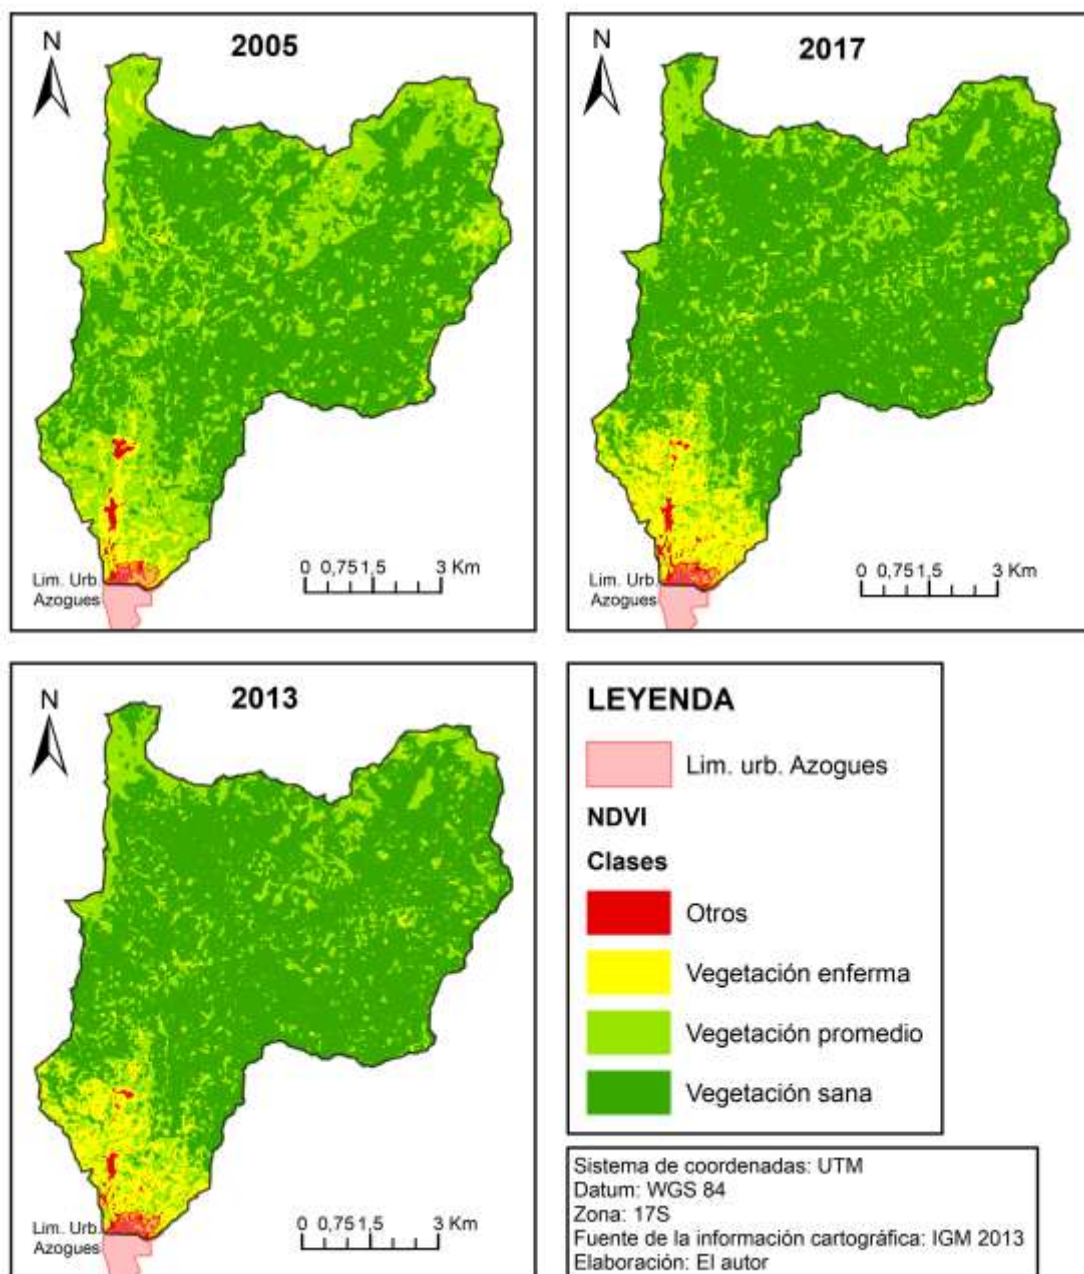 N
2005
Lim. Urb.
Azogues
0 0,75 1,5 3 Km
N
2017
Lim. Urb.
Azogues
0 0,75 1,5 3 Km
N
2013
Lim. Urb.
Azogues
0 0,75 1,5 3 Km
LEYENDA
Lim. urb. Azogues
NDVI
Clases
Otros
Vegetación enferma
Vegetación promedio
Vegetación sana
Sistema de coordenadas: UTM
Datum: WGS 84
Zona: 17S
Fuente de la información cartográfica: IGM 2013
Elaboración: El autor